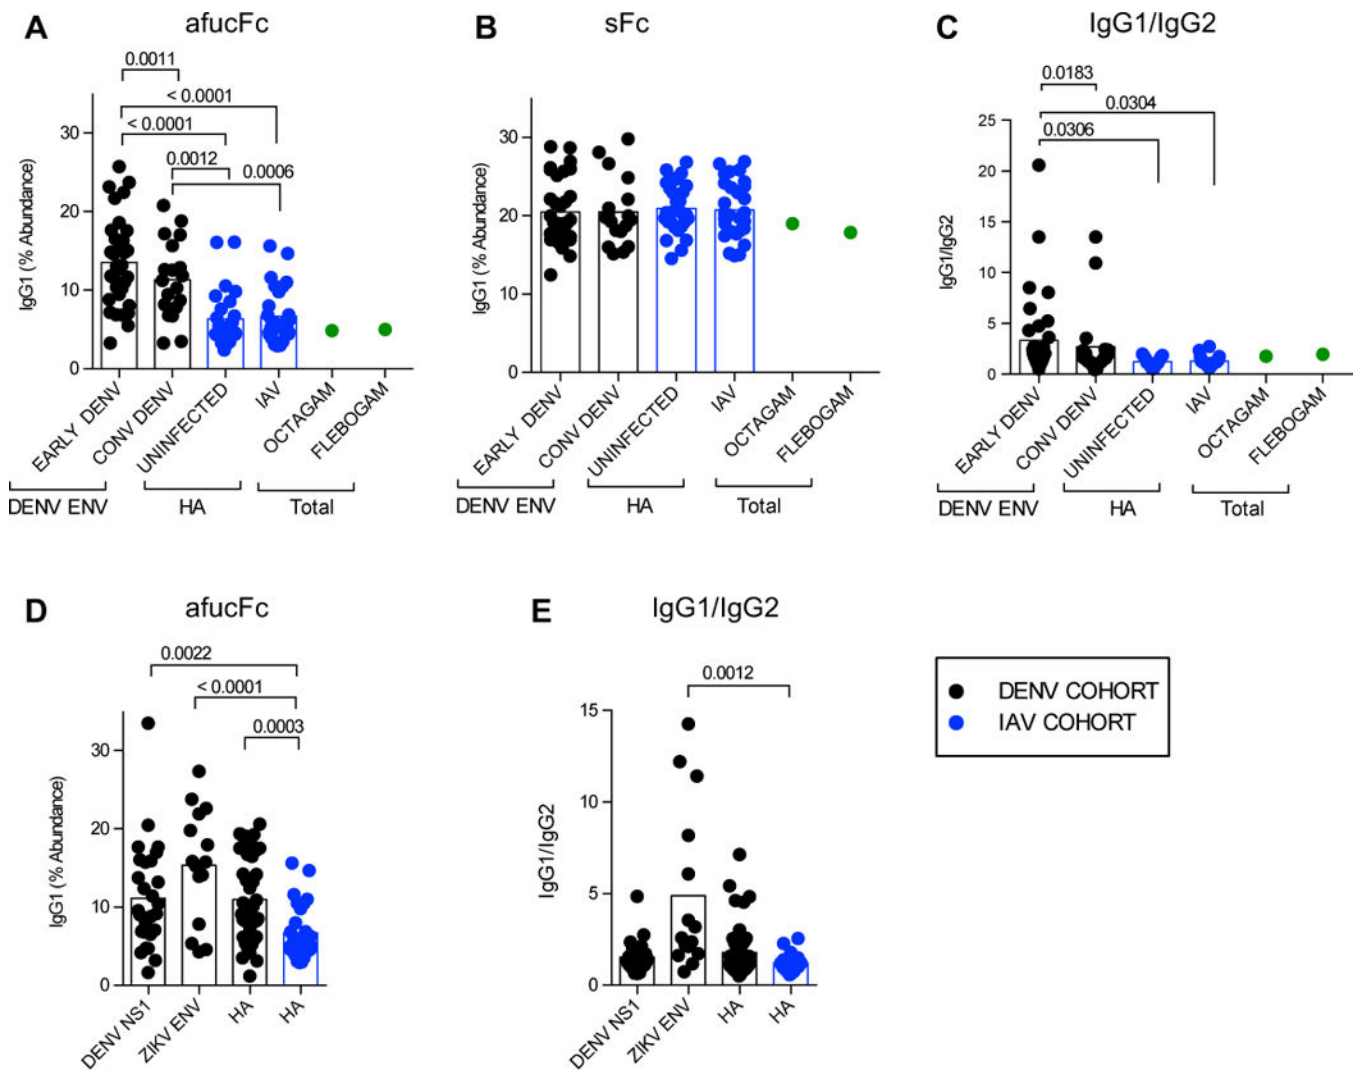 A
afucFc
0.0011
< 0.0001
< 0.0001
0.0012
0.0006
30
20
10
0
IgG1 (% Abundance)
EARLY DENV
CONV DENV
UNINFECTED
IAV
OCTAGAM
FLEBOGAM
DENV ENV
HA
Total
B
sFc
30
20
10
0
IgG1 (% Abundance)
EARLY DENV
CONV DENV
UNINFECTED
IAV
OCTAGAM
FLEBOGAM
DENV ENV
HA
Total
C
IgG1/IgG2
0.0183
0.0304
0.0306
25
20
15
10
5
0
IgG1/IgG2
EARLY DENV
CONV DENV
UNINFECTED
IAV
OCTAGAM
FLEBOGAM
DENV ENV
HA
Total
D
afucFc
0.0022
< 0.0001
0.0003
30
20
10
0
IgG1 (% Abundance)
DENV NS1
ZIKV ENV
HA
HA
E
IgG1/IgG2
0.0012
15
10
5
0
IgG1/IgG2
DENV NS1
ZIKV ENV
HA
HA
DENV COHORT
IAV COHORT